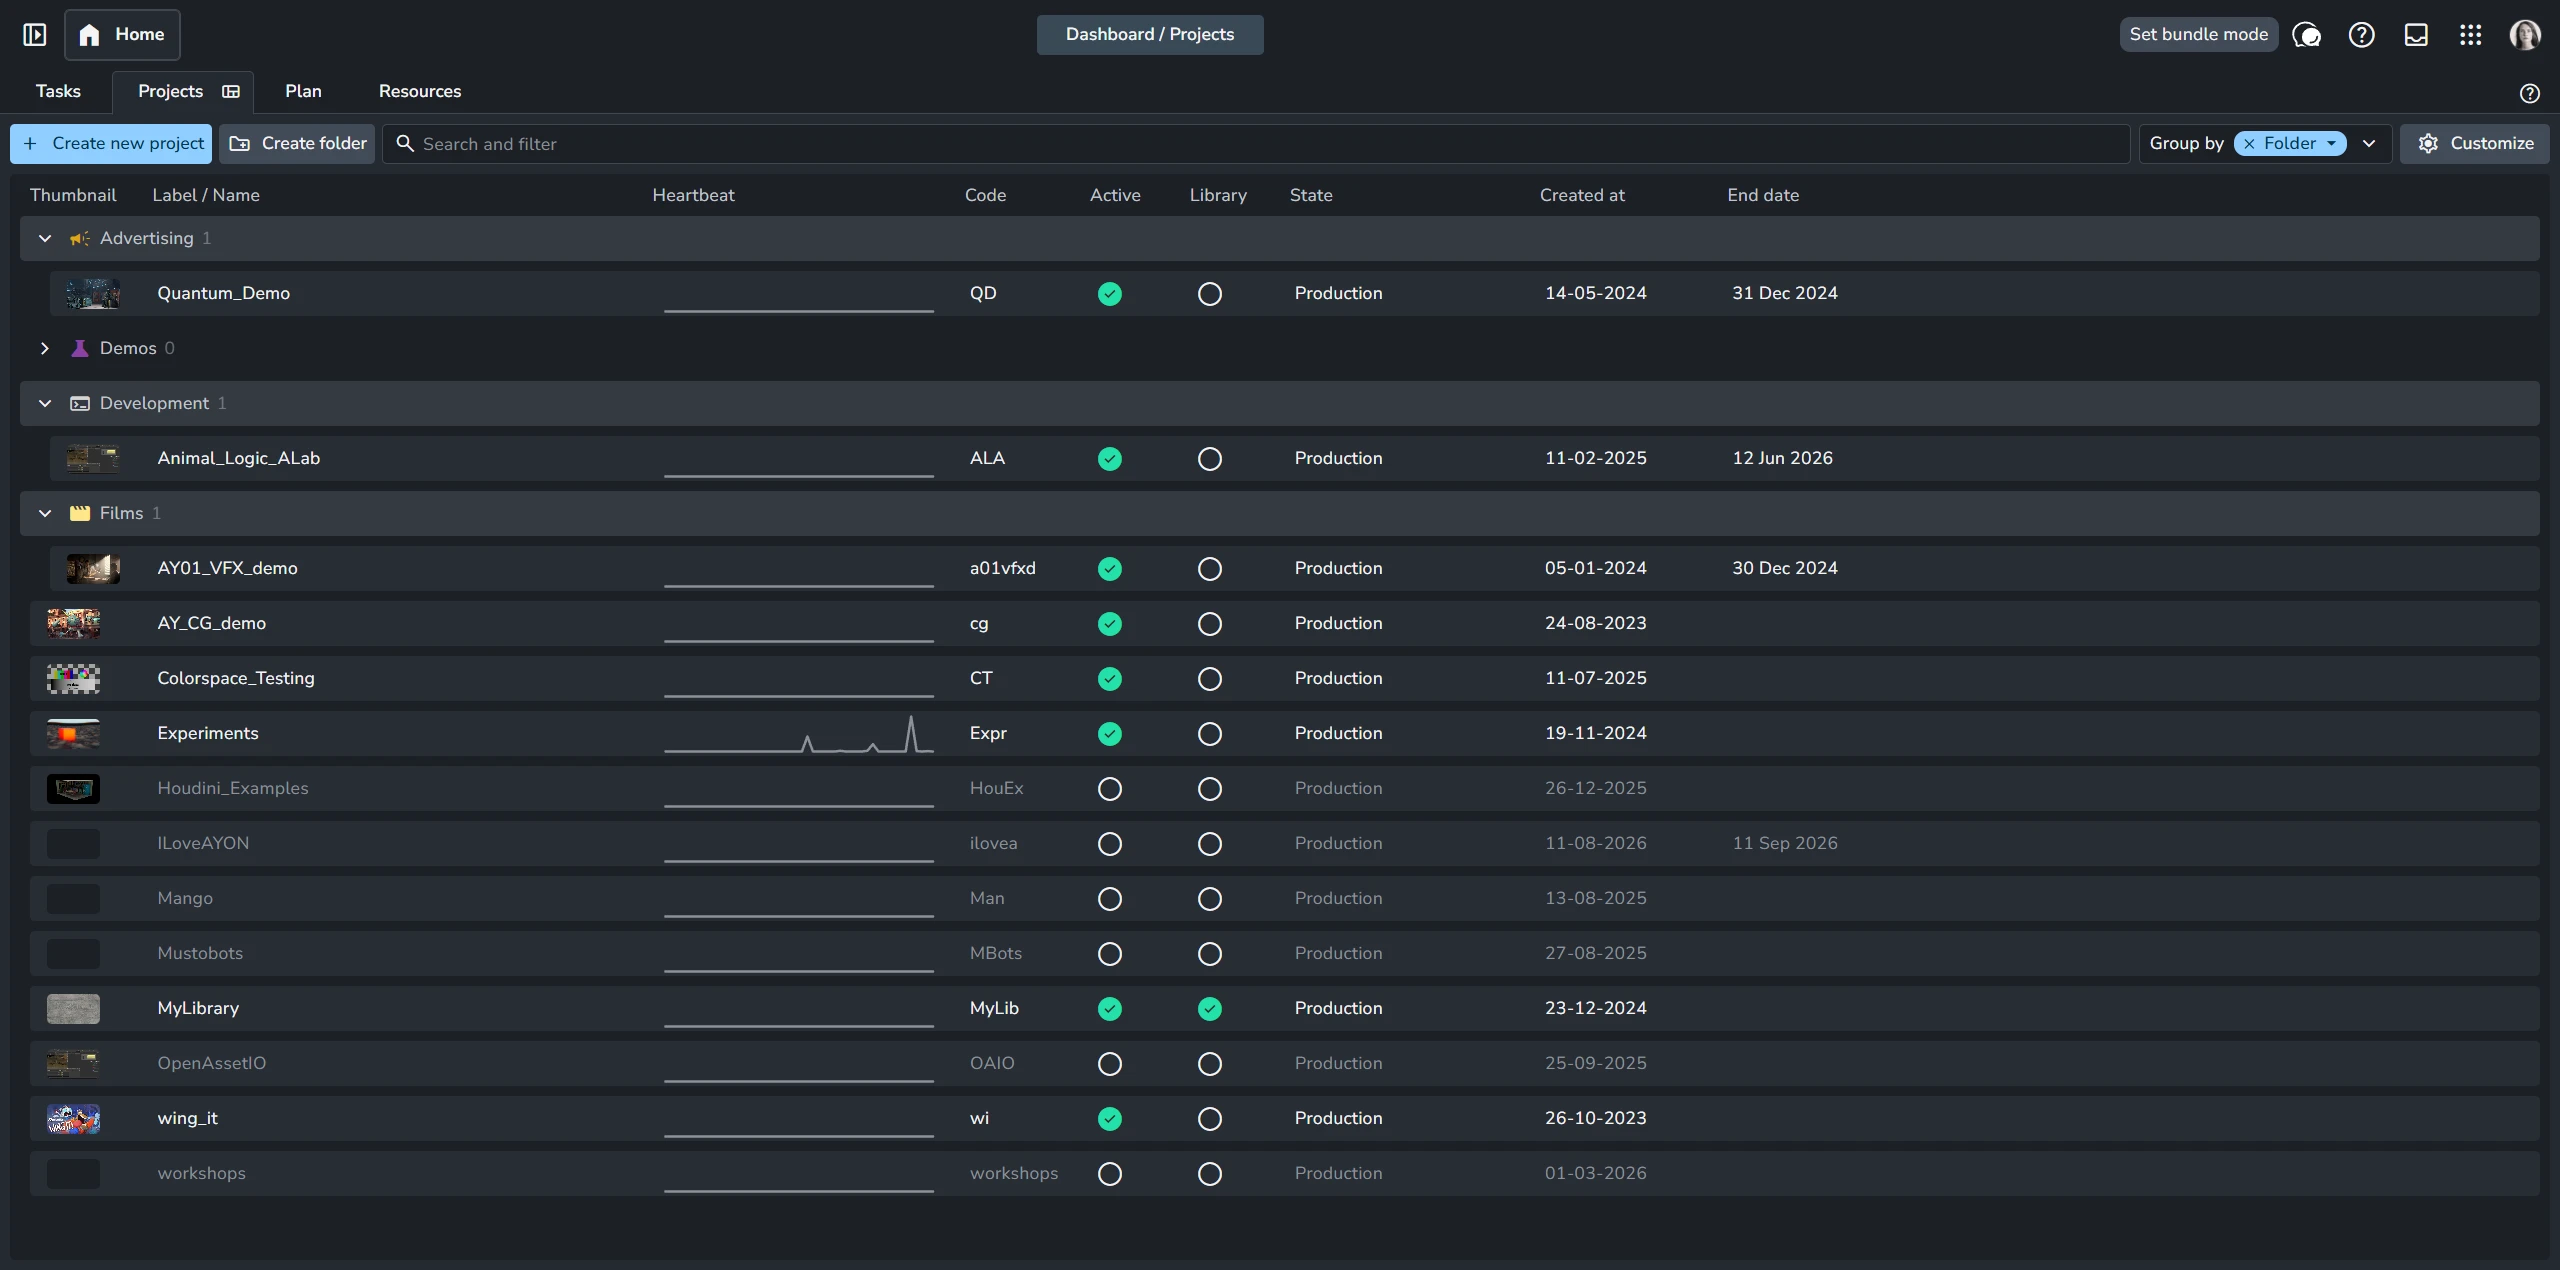 Home
Dashboard / Projects
Set bundle mode
Tasks
Projects
Plan
Resources
Create new project
Create folder
Search and filter
Group by
Folder
Customize
Thumbnail Label / Name Heartbeat Code Active Library State Created at End date
Advertising 1
Quantum_Demo QD Production 14-05-2024 31 Dec 2024
Demos 0
Development 1
Animal_Logic_ALab ALA Production 11-02-2025 12 Jun 2026
Films 1
AY01_VFX_demo a01vfxd Production 05-01-2024 30 Dec 2024
AY_CG_demo cg Production 24-08-2023
Colorspace_Testing CT Production 11-07-2025
Experiments Expr Production 19-11-2024
Houdini_Examples HouEx Production 26-12-2025
ILoveAYON ilovea Production 11-08-2026 11 Sep 2026
Mango Man Production 13-08-2025
Mustobots MBots Production 27-08-2025
MyLibrary MyLib Production 23-12-2024
OpenAssetIO OAIO Production 25-09-2025
wing_it wi Production 26-10-2023
workshops workshops Production 01-03-2026